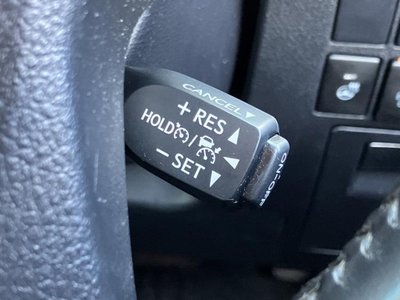 CANCEL
+ RES
HOLD /
- SET
ON-OFF